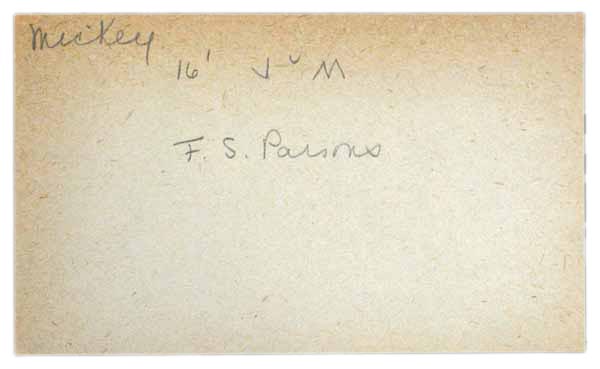 Mickey
16' J u M
F. S. Parsons